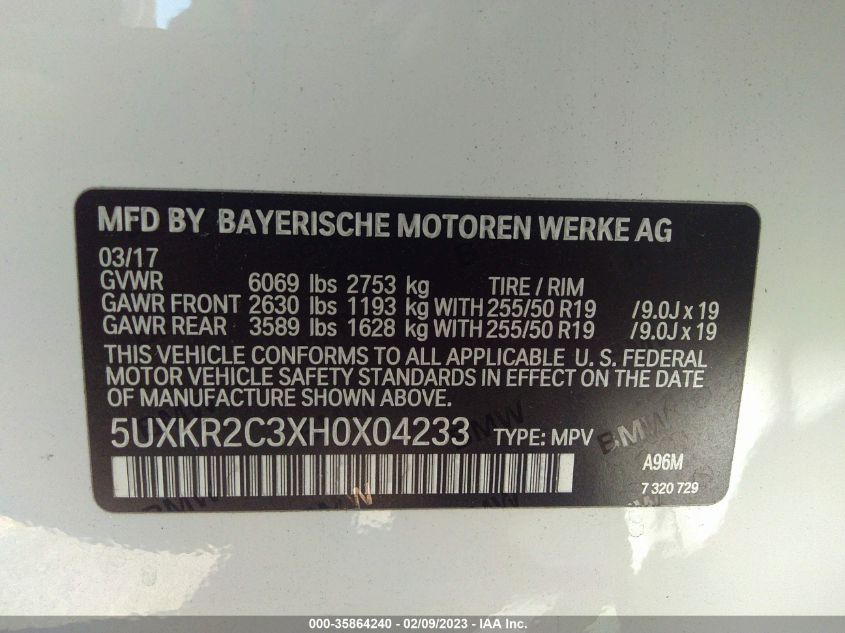 MFD BY BAYERISCHE MOTOREN WERKE AG
03/17
GVWR 6069 lbs 2753 kg TIRE / RIM
GAWR FRONT 2630 lbs 1193 kg WITH 255/50 R19 / 9.0J x 19
GAWR REAR 3589 lbs 1628 kg WITH 255/50 R19 / 9.0J x 19
THIS VEHICLE CONFORMS TO ALL APPLICABLE U. S. FEDERAL
MOTOR VEHICLE SAFETY STANDARDS IN EFFECT ON THE DATE
OF MANUFACTURE SHOWN ABOVE.
5UXKR2C3XH0X04233 TYPE: MPV
A96M
7 320 729
BMW
BMW
BMW
000-35864240 - 02/09/2023 - IAA Inc.